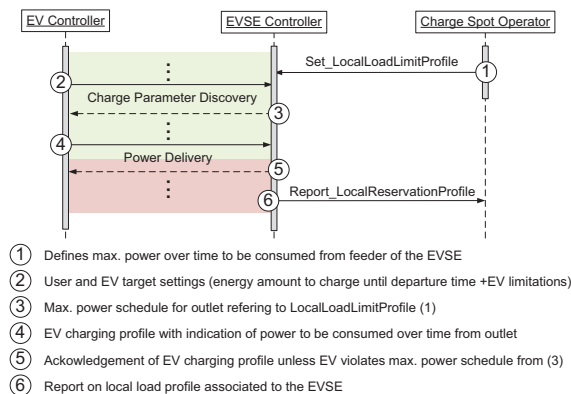 EV Controller EVSE Controller Charge Spot Operator
Set_LocalLoadLimitProfile
1
2
Charge Parameter Discovery
3
4
Power Delivery
5
Report_LocalReservationProfile
6
1 Defines max. power over time to be consumed from feeder of the EVSE
2 User and EV target settings (energy amount to charge until departure time +EV limitations)
3 Max. power schedule for outlet refering to LocalLoadLimitProfile (1)
4 EV charging profile with indication of power to be consumed over time from outlet
5 Ackowledgement of EV charging profile unless EV violates max. power schedule from (3)
6 Report on local load profile associated to the EVSE